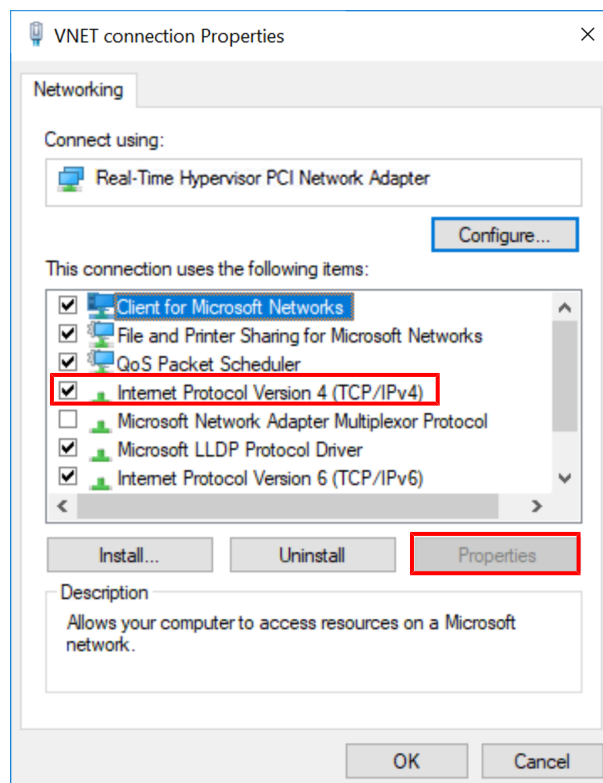 VNET connection Properties
Networking
Connect using:
Real-Time Hypervisor PCI Network Adapter
Configure...
This connection uses the following items:
Client for Microsoft Networks
File and Printer Sharing for Microsoft Networks
QoS Packet Scheduler
Internet Protocol Version 4 (TCP/IPv4)
Microsoft Network Adapter Multiplexor Protocol
Microsoft LLDP Protocol Driver
Internet Protocol Version 6 (TCP/IPv6)
Install... Uninstall Properties
Description
Allows your computer to access resources on a Microsoft
network.
OK Cancel